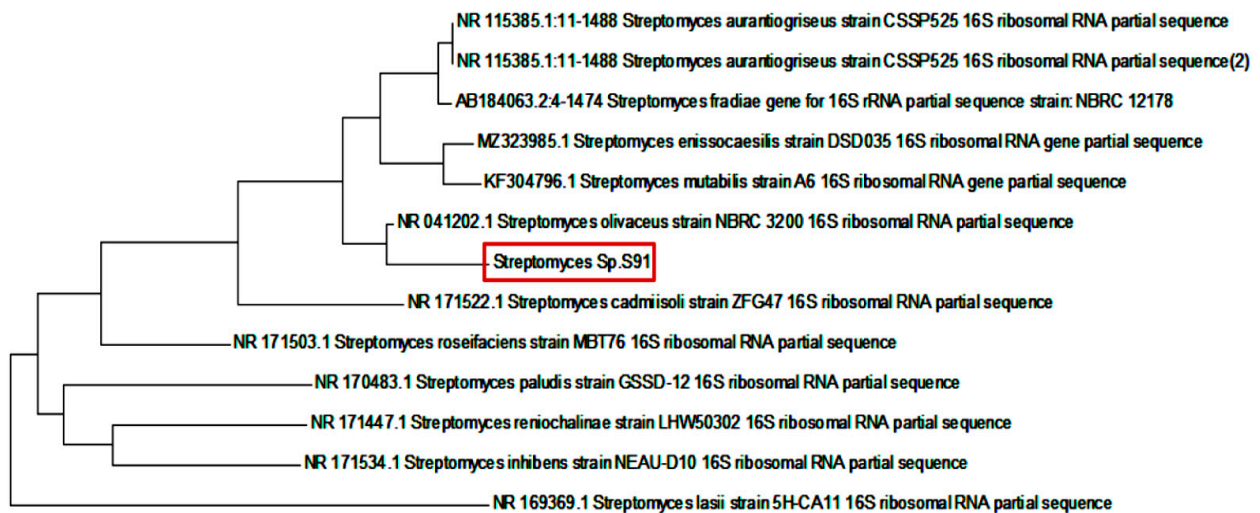 NR 115385.1:11-1488 Streptomyces aurantiogriseus strain CSSP525 16S ribosomal RNA partial sequence
NR 115385.1:11-1488 Streptomyces aurantiogriseus strain CSSP525 16S ribosomal RNA partial sequence(2)
AB184063.2:4-1474 Streptomyces fradiae gene for 16S rRNA partial sequence strain: NBRC 12178
MZ323985.1 Streptomyces enissocaesilis strain DSD035 16S ribosomal RNA gene partial sequence
KF304796.1 Streptomyces mutabilis strain A6 16S ribosomal RNA gene partial sequence
NR 041202.1 Streptomyces olivaceus strain NBRC 3200 16S ribosomal RNA partial sequence
Streptomyces Sp.S91
NR 171522.1 Streptomyces cadmiisoli strain ZFG47 16S ribosomal RNA partial sequence
NR 171503.1 Streptomyces roseifaciens strain MBT76 16S ribosomal RNA partial sequence
NR 170483.1 Streptomyces paludis strain GSSD-12 16S ribosomal RNA partial sequence
NR 171447.1 Streptomyces reniochalinae strain LHW50302 16S ribosomal RNA partial sequence
NR 171534.1 Streptomyces inhibens strain NEAU-D10 16S ribosomal RNA partial sequence
NR 169369.1 Streptomyces lasii strain 5H-CA11 16S ribosomal RNA partial sequence